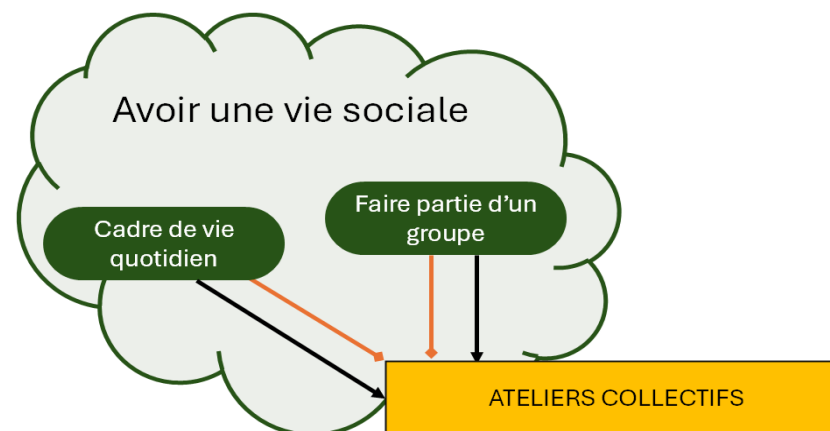 Avoir une vie sociale
Cadre de vie
quotidien
Faire partie d’un
groupe
ATELIERS COLLECTIFS